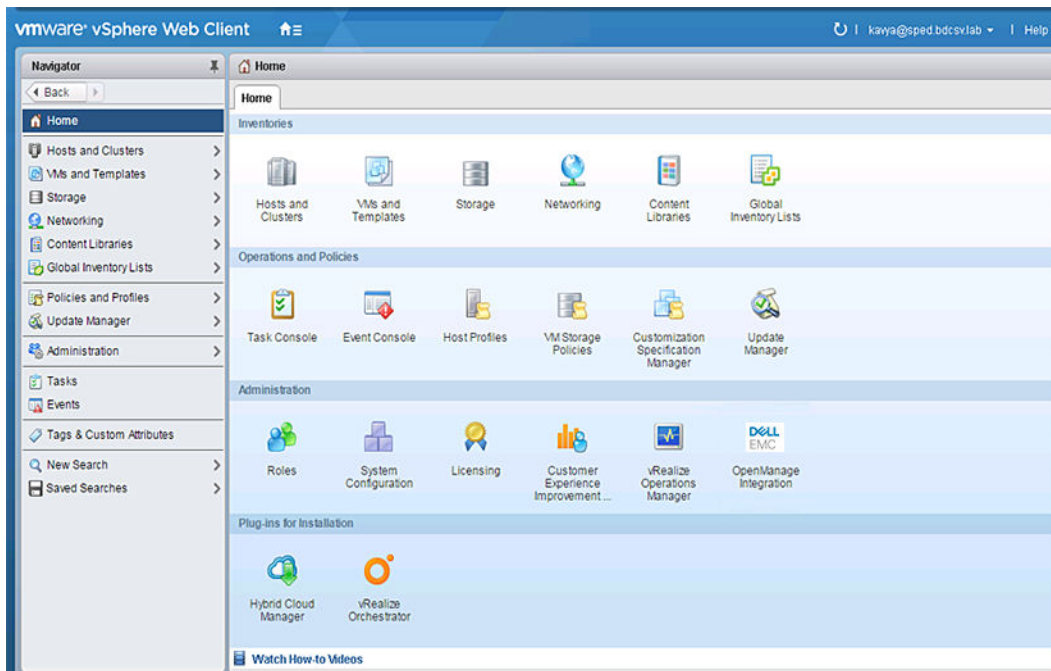 vmware® vSphere Web Client
kavya@sped.bdcsv.lab
Help
Navigator
Back
Home
Hosts and Clusters
VMs and Templates
Storage
Networking
Content Libraries
Global Inventory Lists
Policies and Profiles
Update Manager
Administration
Tasks
Events
Tags & Custom Attributes
New Search
Saved Searches
Home
Home
Inventories
Hosts and
Clusters
VMs and
Templates
Storage
Networking
Content
Libraries
Global
Inventory Lists
Operations and Policies
Task Console
Event Console
Host Profiles
VM Storage
Policies
Customization
Specification
Manager
Update
Manager
Administration
Roles
System
Configuration
Licensing
Customer
Experience
Improvement ...
vRealize
Operations
Manager
DELL
EMC
OpenManage
Integration
Plug-ins for Installation
Hybrid Cloud
Manager
vRealize
Orchestrator
Watch How-to Videos